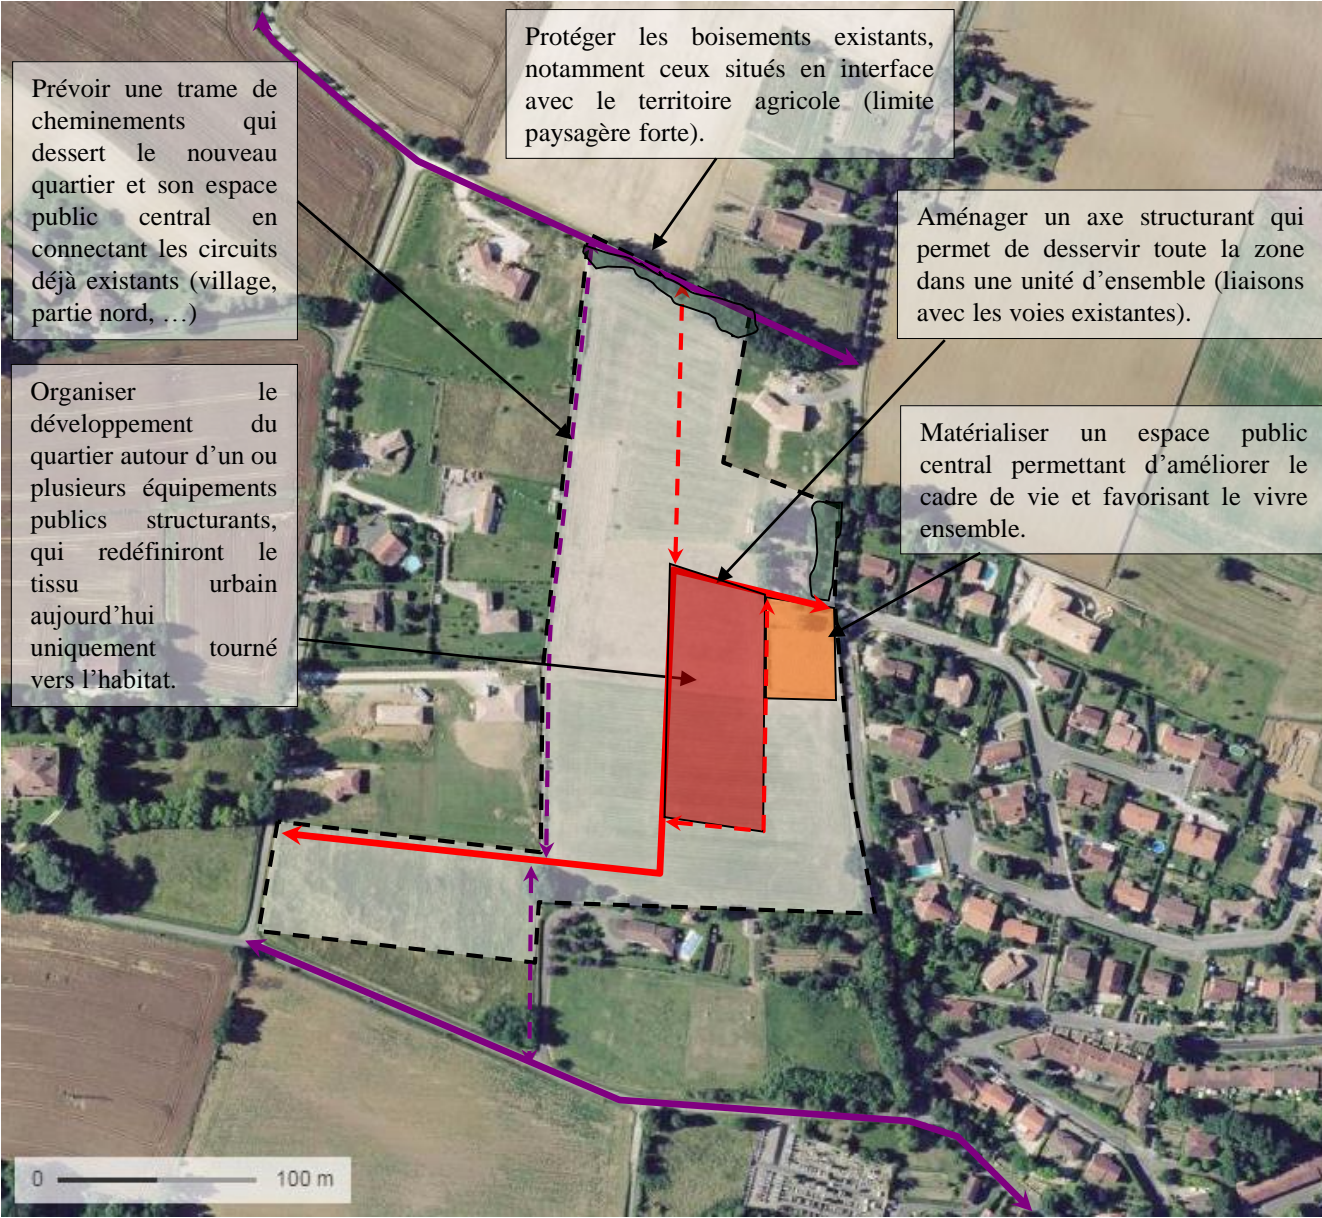 Protéger les boisements existants,
notamment ceux situés en interface
avec le territoire agricole (limite
paysagère forte).
Prévoir une trame de
cheminements qui
dessert le nouveau
quartier et son espace
public central en
connectant les circuits
déjà existants (village,
partie nord, …)
Aménager un axe structurant qui
permet de desservir toute la zone
dans une unité d’ensemble (liaisons
avec les voies existantes).
Organiser le
développement du
quartier autour d’un ou
plusieurs équipements
publics structurants,
qui redéfiniront le
tissu urbain
aujourd’hui
uniquement tourné
vers l’habitat.
Matérialiser un espace public
central permettant d’améliorer le
cadre de vie et favorisant le vivre
ensemble.
0 100 m